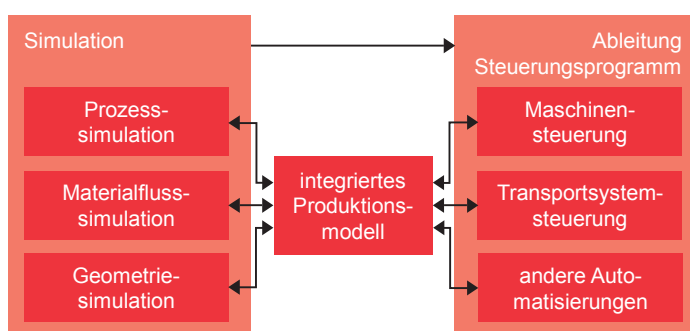 Simulation
Prozess-
simulation
Materialfluss-
simulation
Geometrie-
simulation
integriertes
Produktions-
modell
Ableitung
Steuerungsprogramm
Maschinen-
steuerung
Transportsystem-
steuerung
andere Auto-
matisierungen